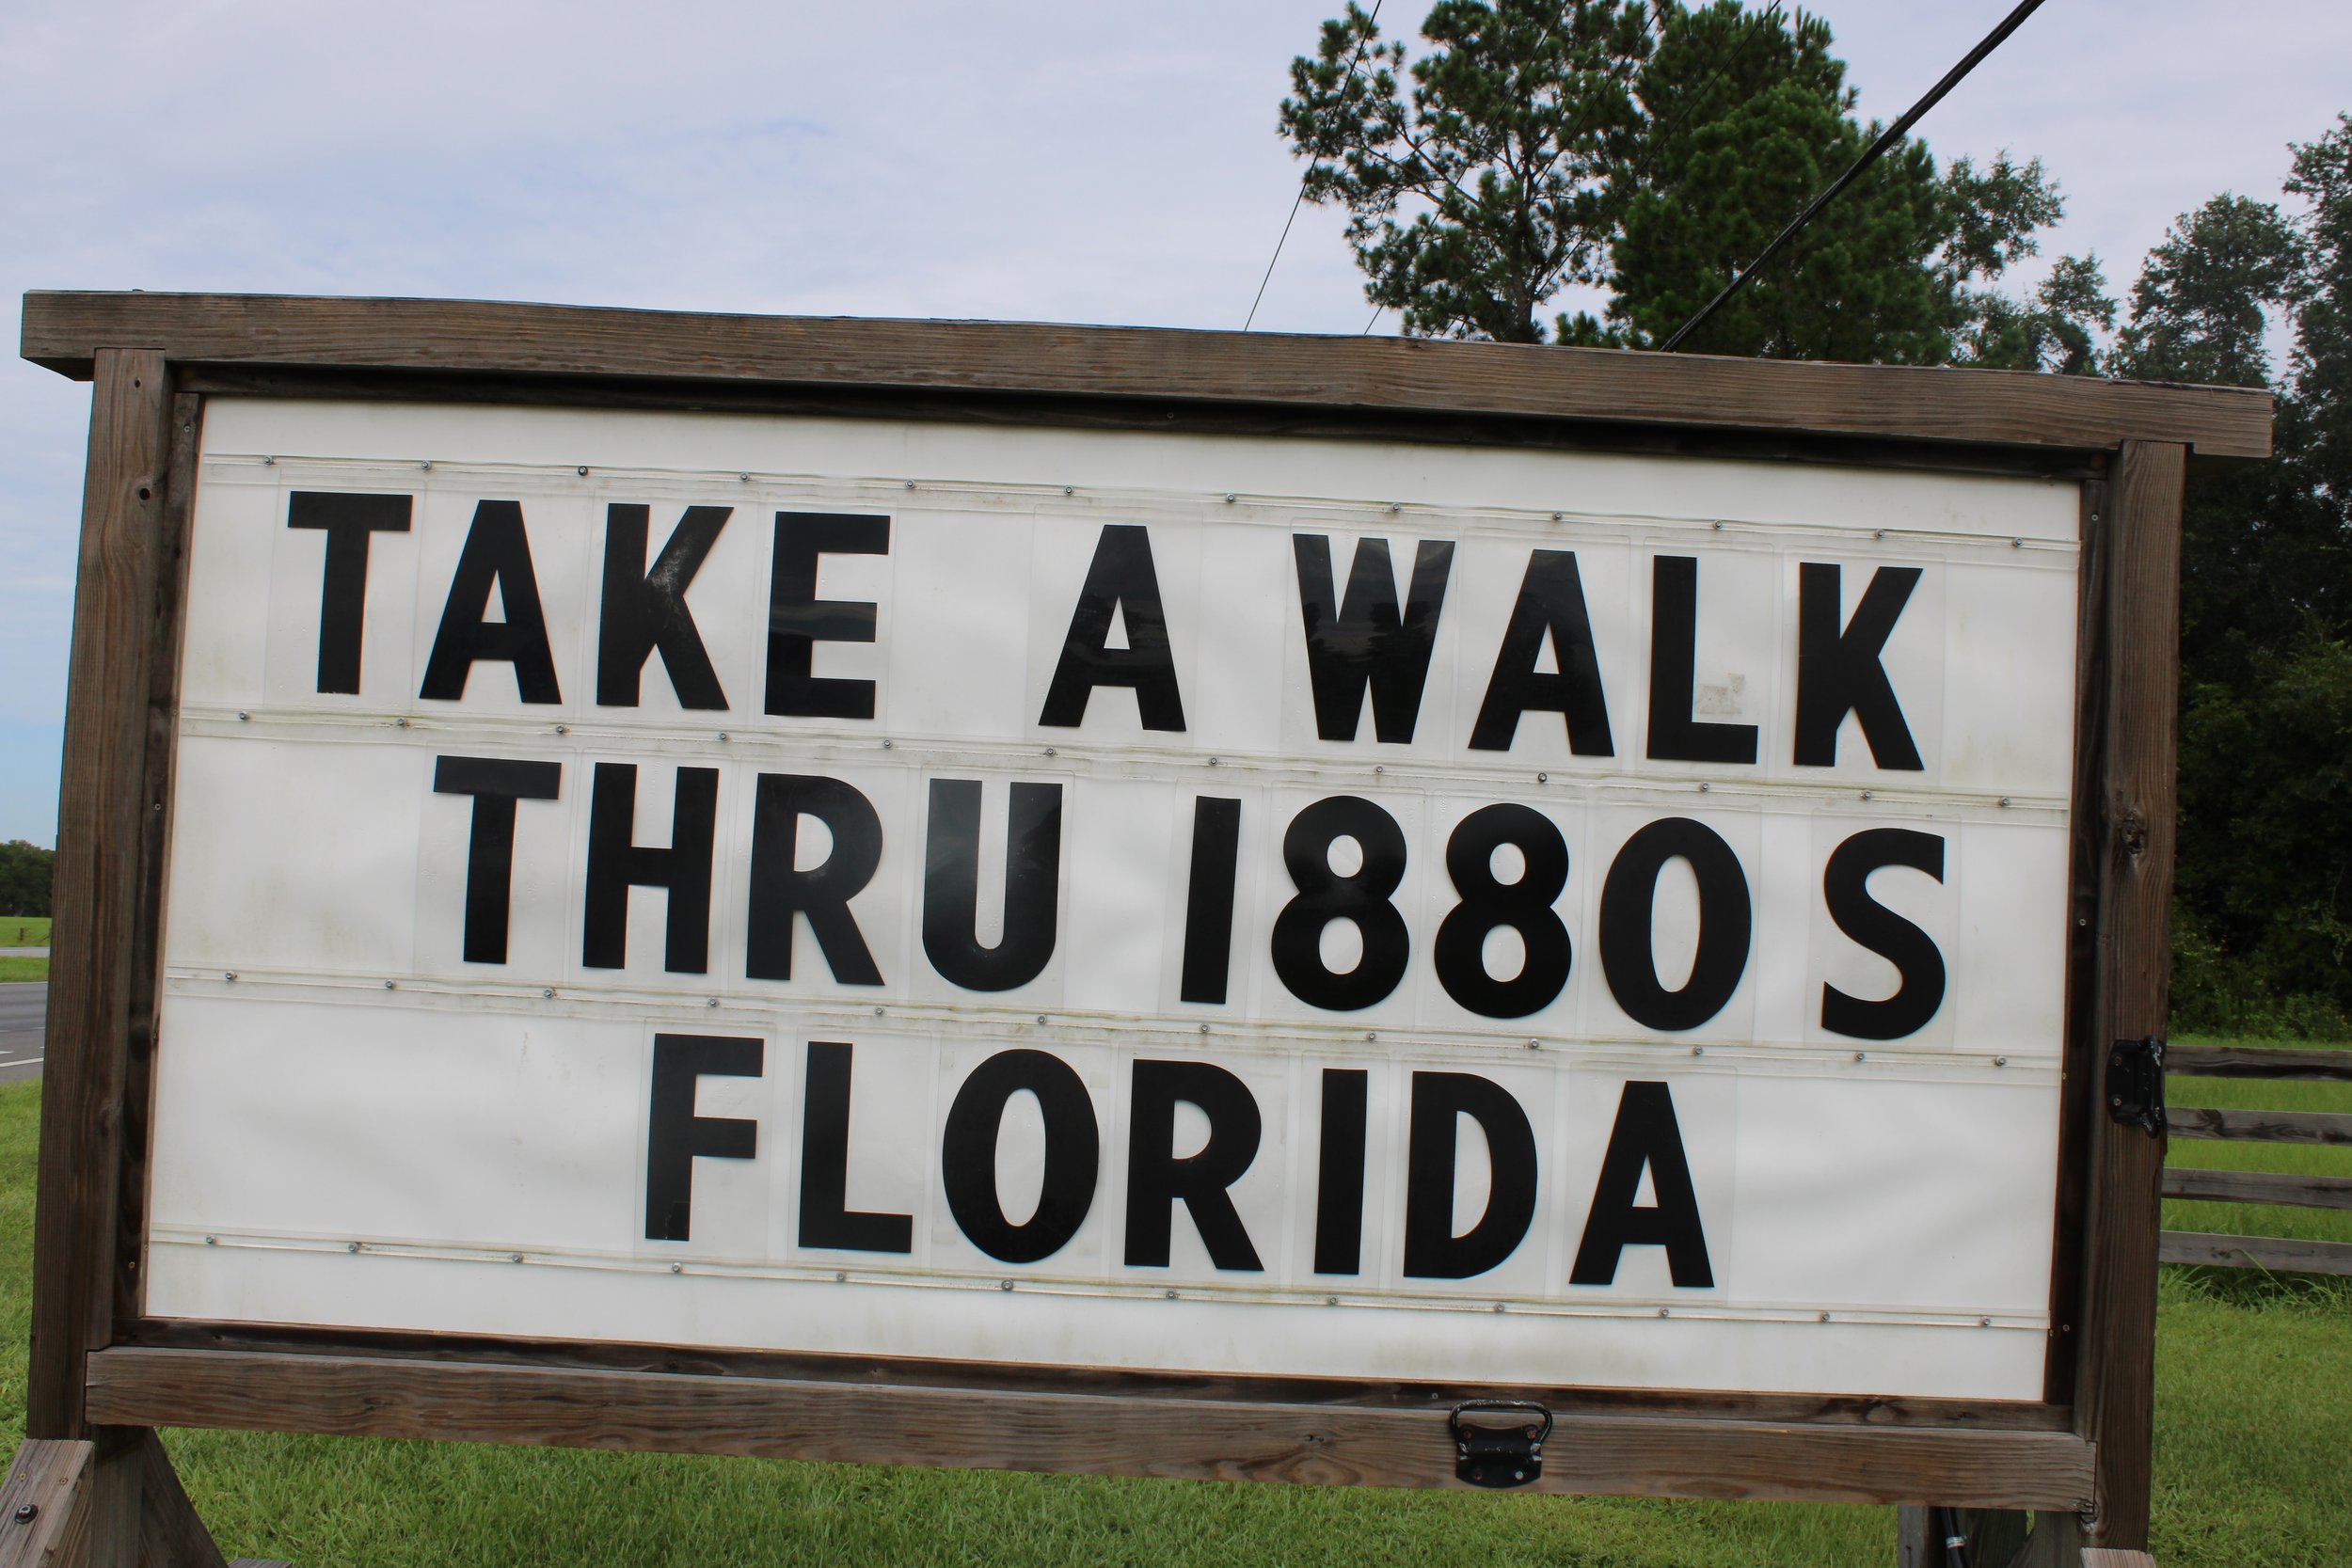 TAKE A WALK
THRU 1880S
FLORIDA